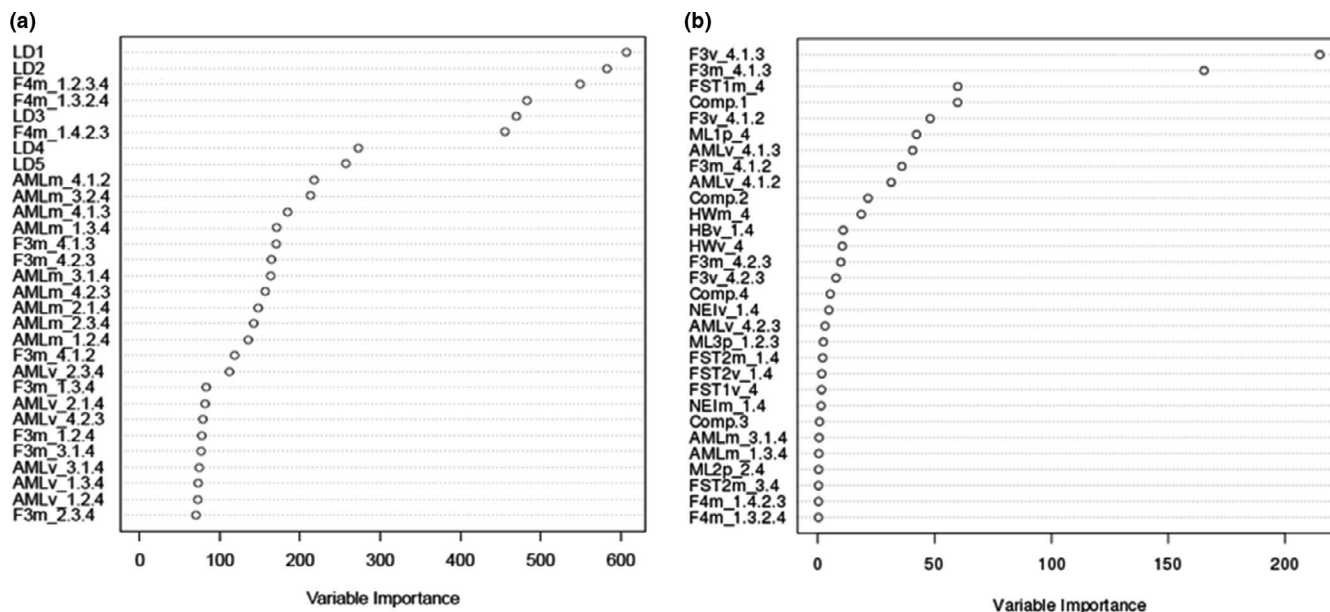 (a)
LD1
LD2
F4m_1.2.3.4
F4m_1.3.2.4
LD3
F4m_1.4.2.3
LD4
LD5
AMLm_4.1.2
AMLm_3.2.4
AMLm_4.1.3
AMLm_1.3.4
F3m_4.1.3
F3m_4.2.3
AMLm_3.1.4
AMLm_4.2.3
AMLm_2.1.4
AMLm_2.3.4
AMLm_1.2.4
F3m_4.1.2
AMLv_2.3.4
F3m_1.3.4
AMLv_2.1.4
AMLv_4.2.3
F3m_1.2.4
F3m_3.1.4
AMLv_3.1.4
AMLv_1.3.4
AMLv_1.2.4
F3m_2.3.4
0 100 200 300 400 500 600
Variable Importance
(b)
F3v_4.1.3
F3m_4.1.3
FST1m_4
Comp.1
F3v_4.1.2
ML1p_4
AMLv_4.1.3
F3m_4.1.2
AMLv_4.1.2
Comp.2
HWm_4
HBv_1.4
HWv_4
F3m_4.2.3
F3v_4.2.3
Comp.4
NEIv_1.4
AMLv_4.2.3
ML3p_1.2.3
FST2m_1.4
FST2v_1.4
FST1v_4
NEIm_1.4
Comp.3
AMLm_3.1.4
AMLm_1.3.4
ML2p_2.4
FST2m_3.4
F4m_1.4.2.3
F4m_1.3.2.4
0 50 100 150 200
Variable Importance